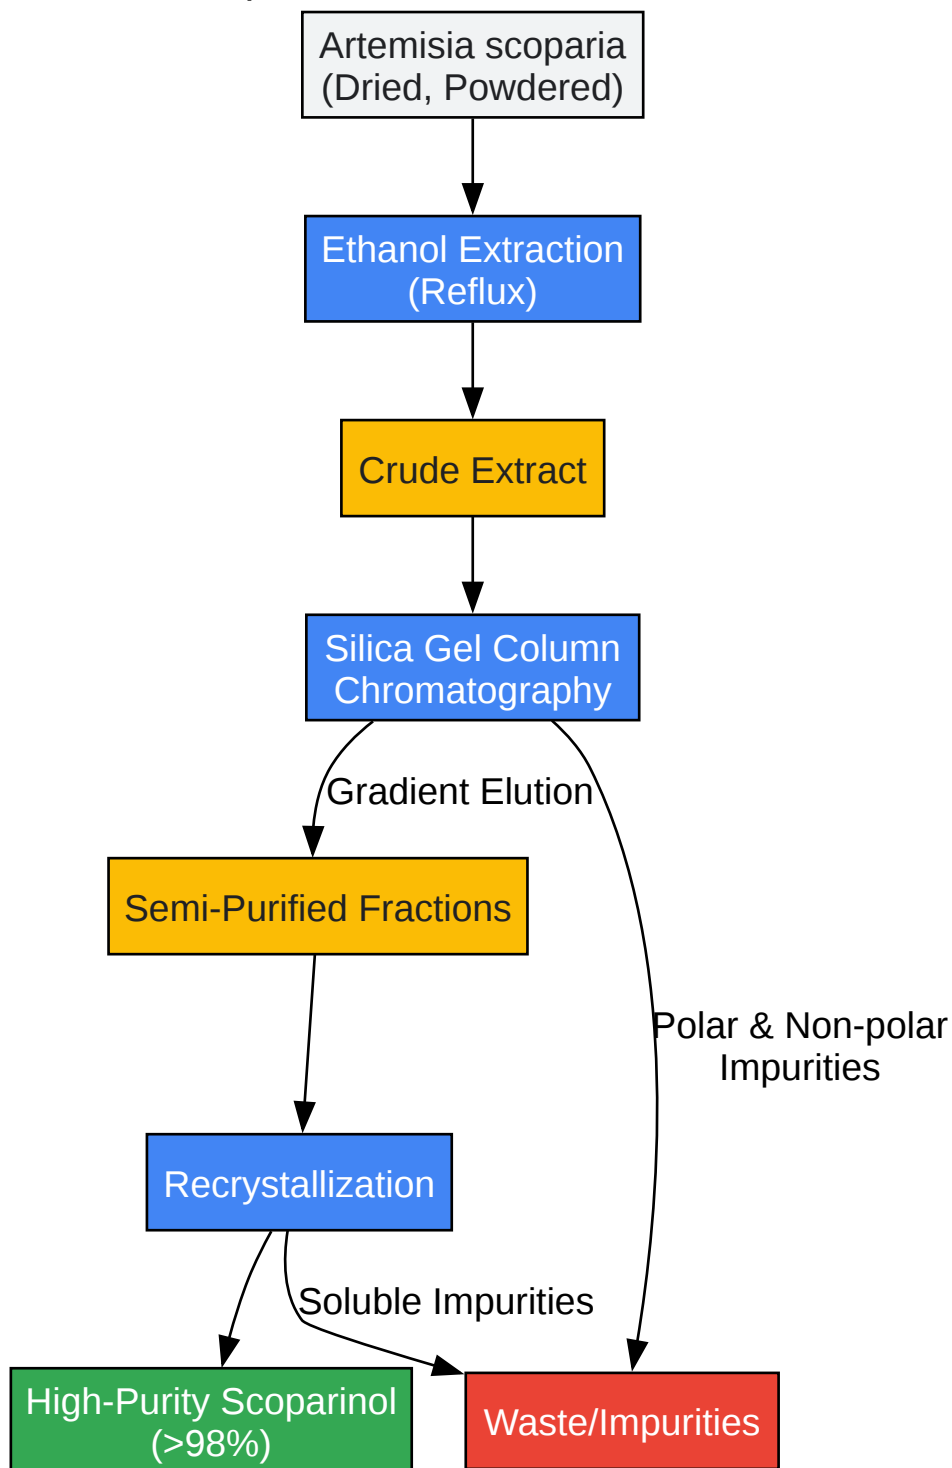 Artemisia scoparia
(Dried, Powdered)
Ethanol Extraction
(Reflux)
Crude Extract
Silica Gel Column
Chromatography
Gradient Elution
Semi-Purified Fractions
Polar & Non-polar
Impurities
Recrystallization
Soluble Impurities
High-Purity Scoparinol
(>98%)
Waste/Impurities